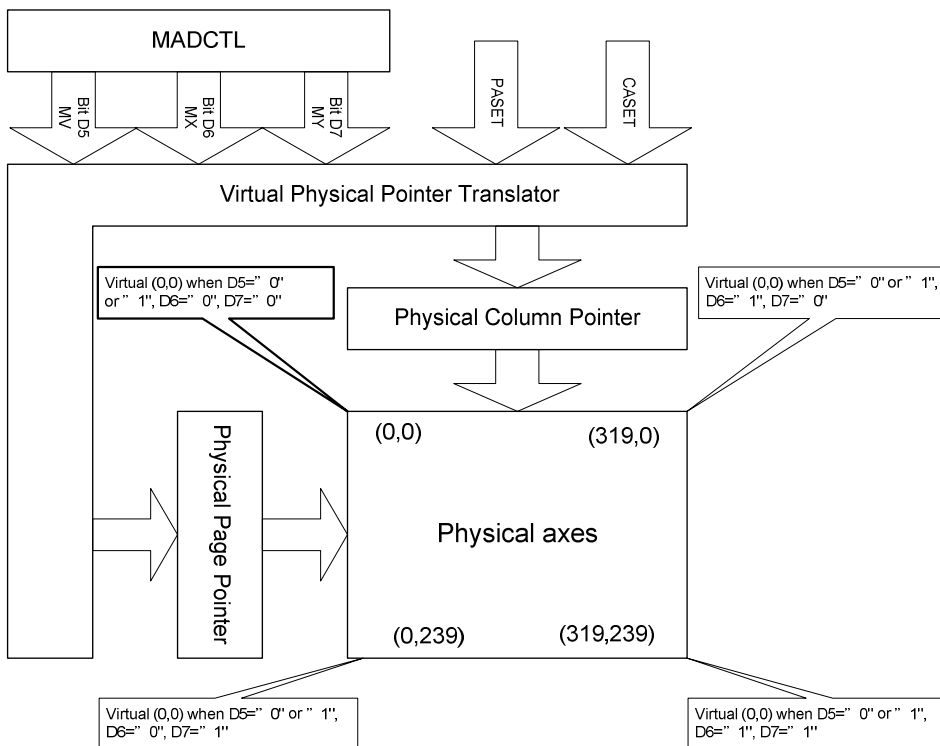 MADCTL
Bit D5
MV
Bit D6
MX
Bit D7
MY
PASET
CASET
Virtual Physical Pointer Translator
Virtual (0,0) when D5=” 0"
or ” 1", D6=” 0", D7=” 0"
Physical Column Pointer
Virtual (0,0) when D5=” 0" or ” 1",
D6=” 1", D7=” 0"
(0,0)
(319,0)
Physical Page Pointer
Physical axes
(0,239)
(319,239)
Virtual (0,0) when D5=” 0" or ” 1",
D6=” 0", D7=” 1"
Virtual (0,0) when D5=” 0" or ” 1",
D6=” 1", D7=” 1"